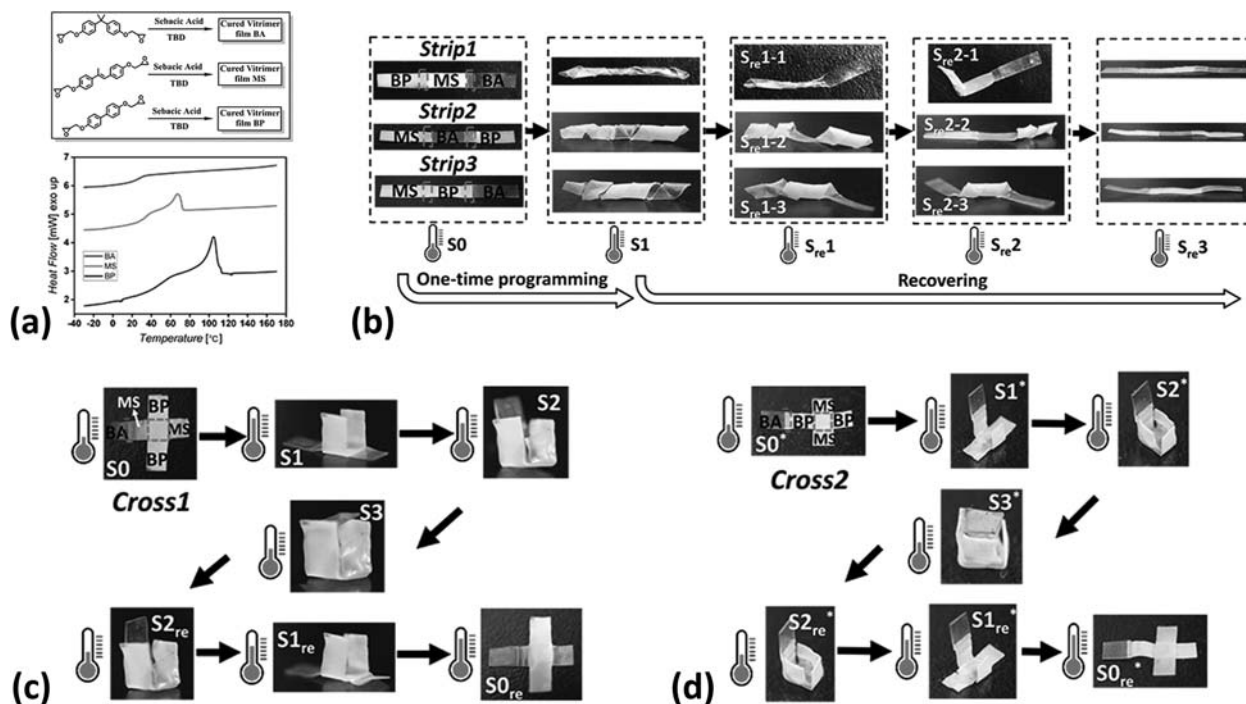 Sebacic Acid
TBD
Cured Vitrimer
film BA
Sebacic Acid
TBD
Cured Vitrimer
film MS
Sebacic Acid
TBD
Cured Vitrimer
film BP
7
6
5
4
3
2
Heat Flow [mW] exo up
BA
MS
BP
-40 -20 0 20 40 60 80 100 120 140 160 180
Temperature [°C]
(a)
Strip1
BP MS BA
Strip2
MS BA BP
Strip3
MS BP BA
Sre1-1
Sre1-2
Sre1-3
Sre2-1
Sre2-2
Sre2-3
S0
S1
Sre1
Sre2
Sre3
One-time programming
Recovering
(b)
MS
BP
BA
MS
BP
S0
Cross1
S1
S2
S3
S2re
S1re
S0re
(c)
MS
BA BP BP
MS
S0*
Cross2
S1*
S2*
S3*
S2re*
S1re*
S0re*
(d)